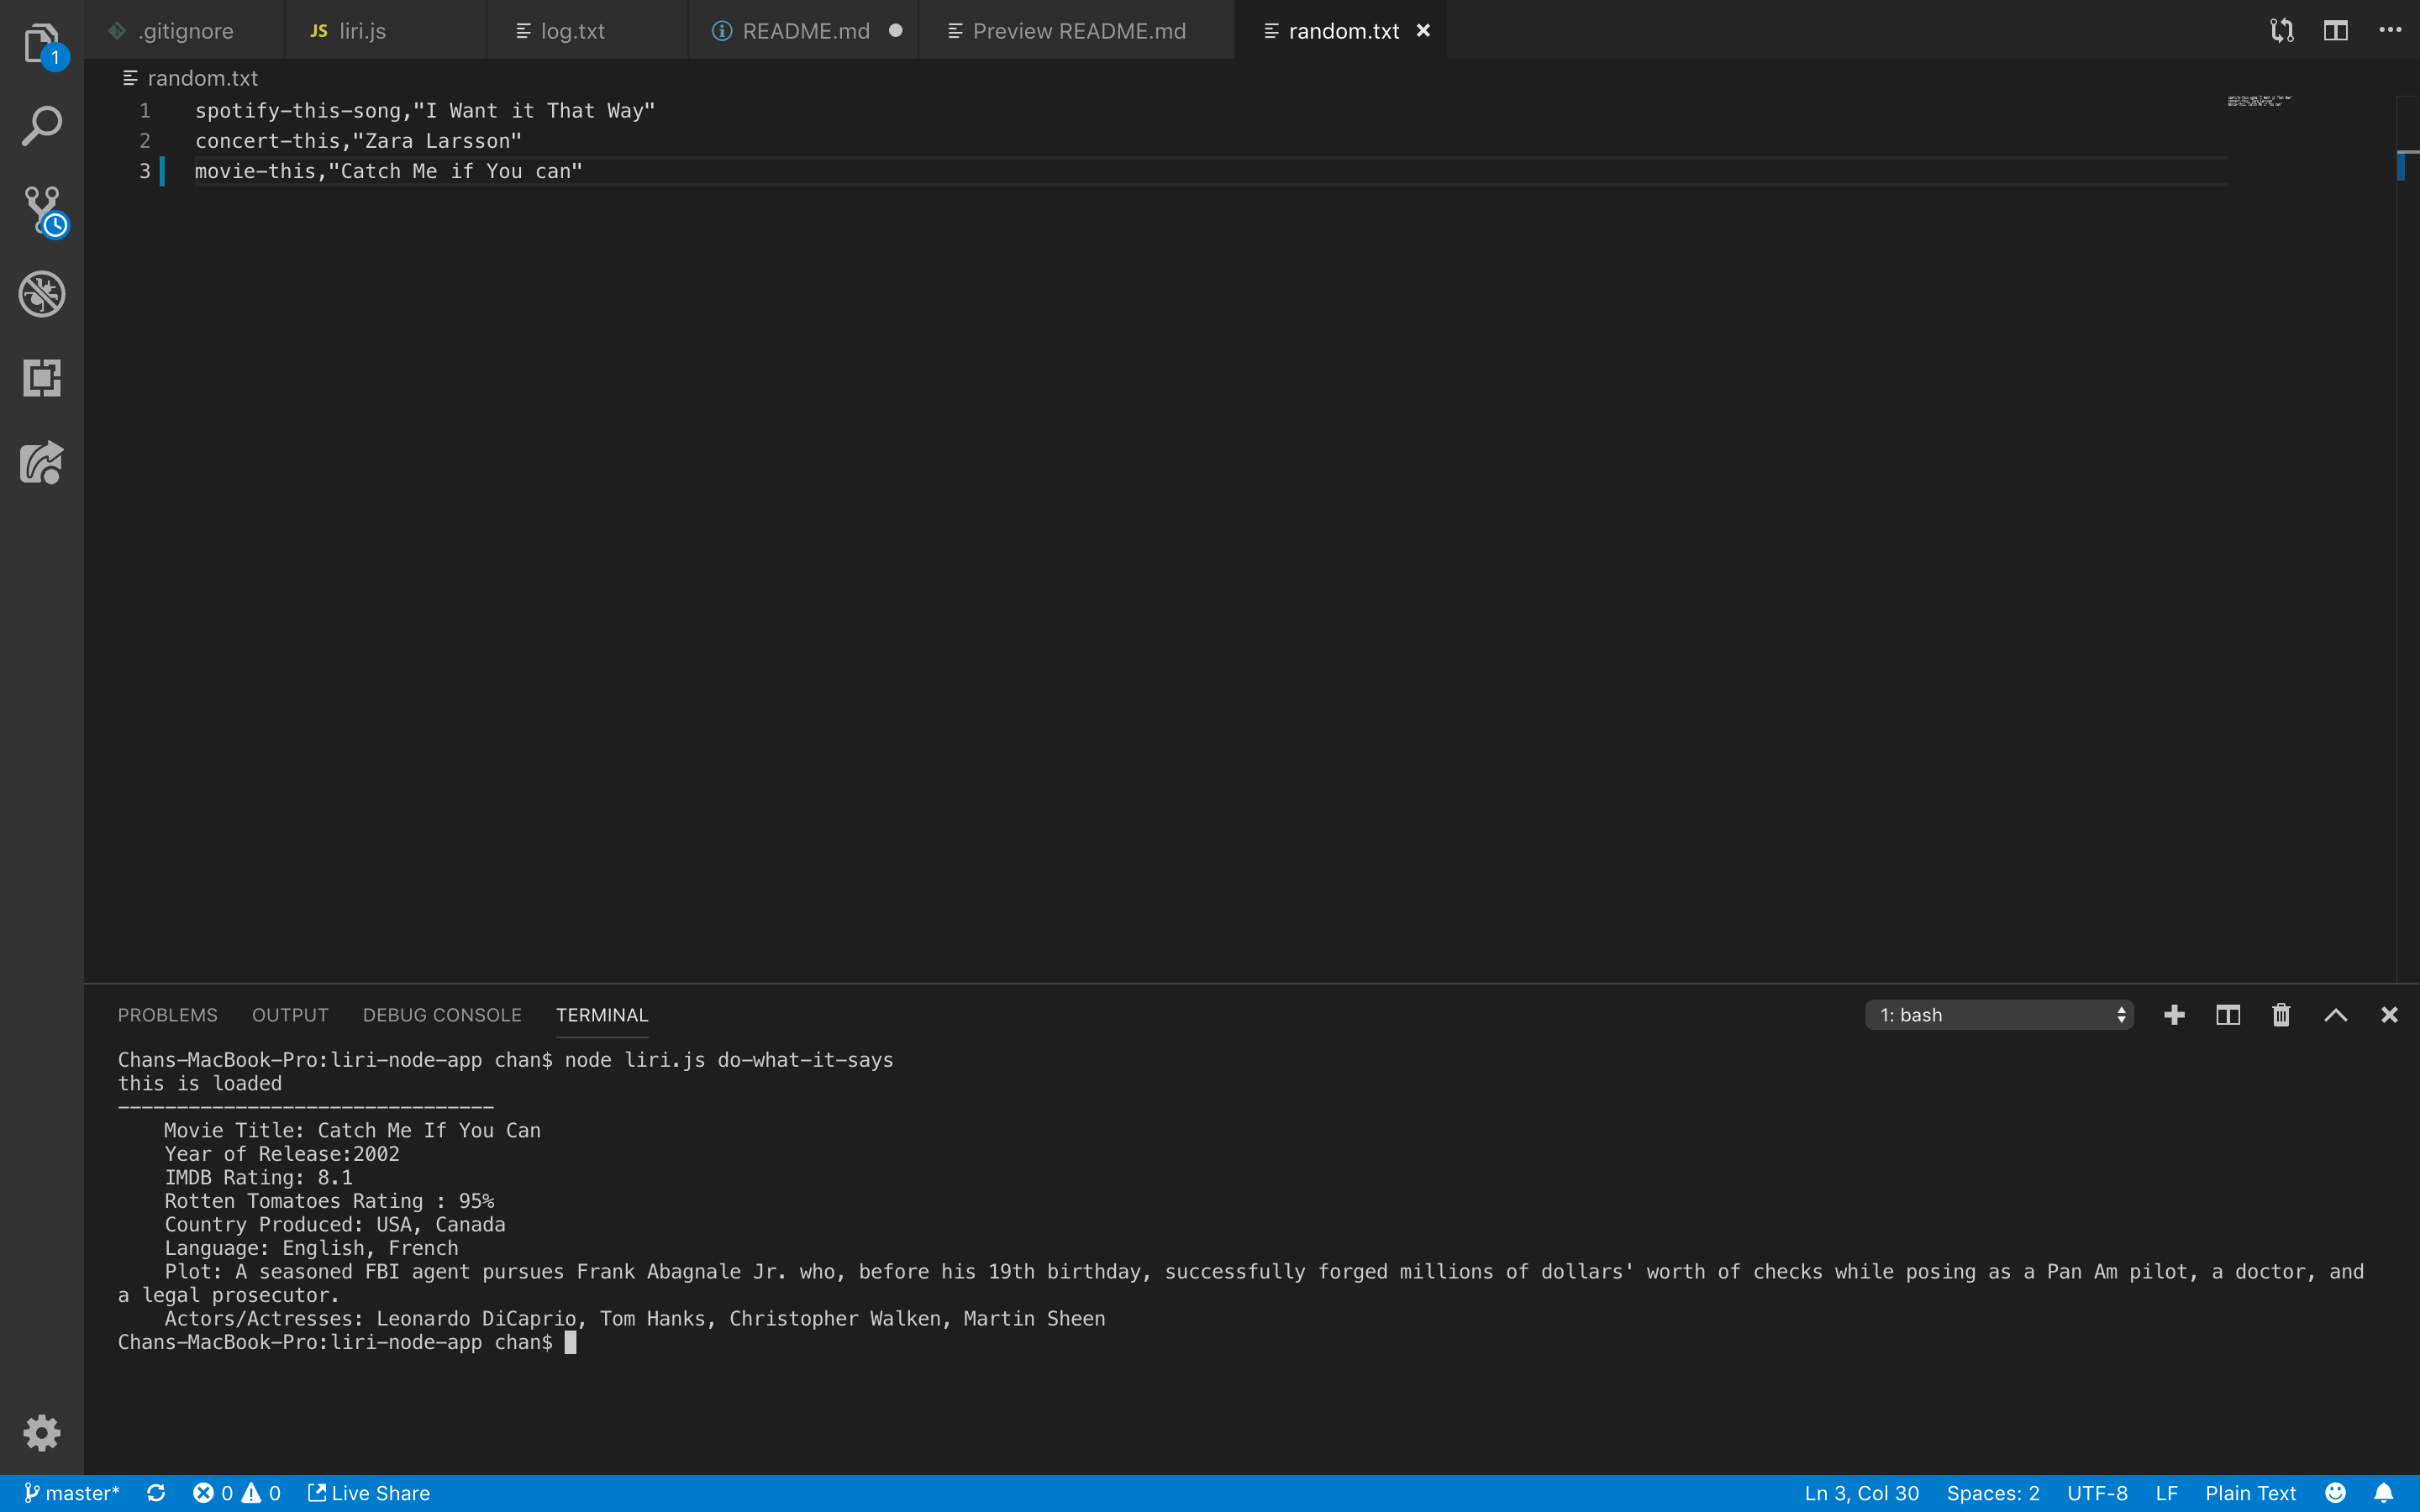 1
.gitignore
JS liri.js
log.txt
README.md
Preview README.md
random.txt
random.txt
1 spotify-this-song,"I Want it That Way"
2 concert-this,"Zara Larsson"
3 movie-this,"Catch Me if You can"
PROBLEMS OUTPUT DEBUG CONSOLE TERMINAL 1: bash
Chans-MacBook-Pro:liri-node-app chan$ node liri.js do-what-it-says
this is loaded
--------------------------------
Movie Title: Catch Me If You Can
Year of Release:2002
IMDB Rating: 8.1
Rotten Tomatoes Rating : 95%
Country Produced: USA, Canada
Language: English, French
Plot: A seasoned FBI agent pursues Frank Abagnale Jr. who, before his 19th birthday, successfully forged millions of dollars' worth of checks while posing as a Pan Am pilot, a doctor, and
a legal prosecutor.
Actors/Actresses: Leonardo DiCaprio, Tom Hanks, Christopher Walken, Martin Sheen
Chans-MacBook-Pro:liri-node-app chan$
master* 0 0 Live Share Ln 3, Col 30 Spaces: 2 UTF-8 LF Plain Text